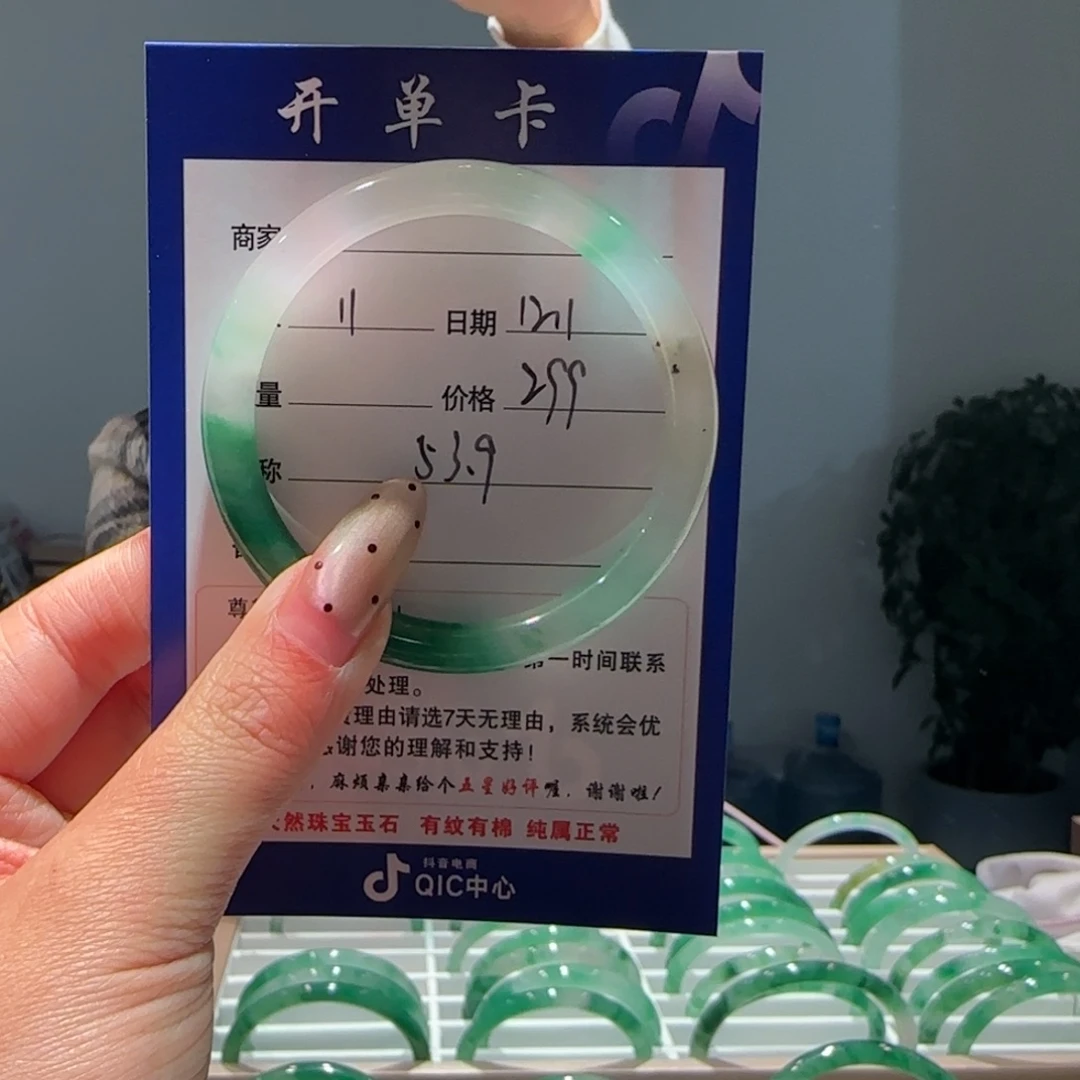 开单卡
商家
11 日期 1211
量 价格 299
称 53.9
尊
第一时间联系
处理。
理由请选7天无理由，系统会优
谢您的理解和支持！
，麻烦亲亲给个五星好评喔，谢谢啦！
天然珠宝玉石 有纹有棉 纯属正常
抖音电商
QIC中心